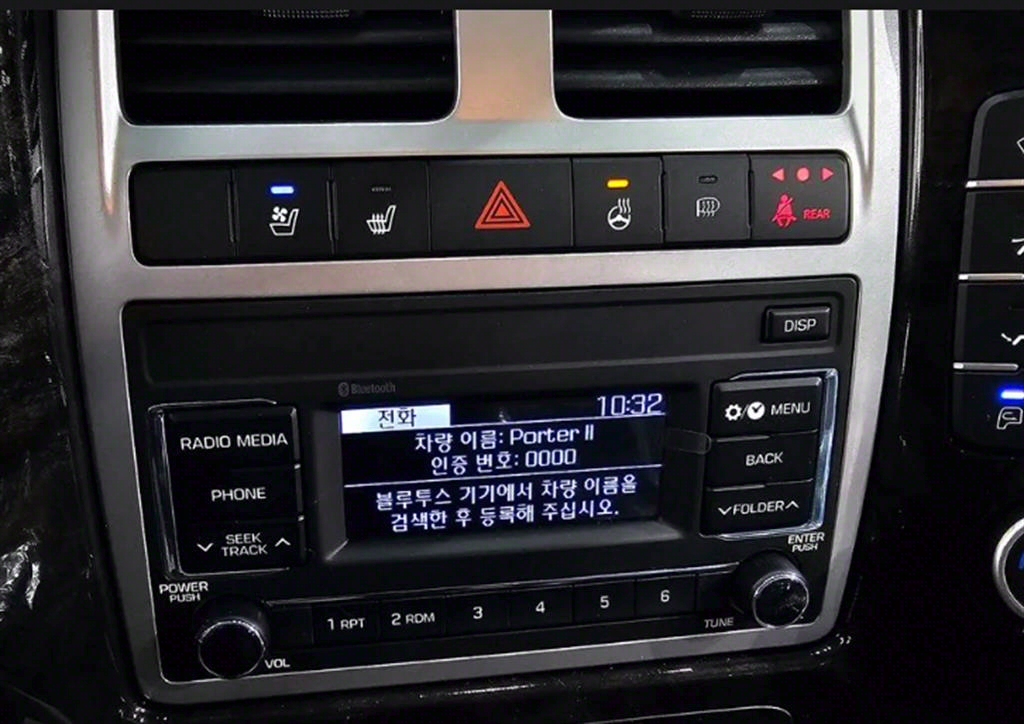 REAR
DISP
Bluetooth
전화 10:32
차량 이름: Porter II
인증 번호: 0000
블루투스 기기에서 차량 이름을
검색한 후 등록해 주십시오.
RADIO MEDIA
PHONE
SEEK
TRACK
MENU
BACK
FOLDER
POWER
PUSH
VOL
1 RPT 2 RDM 3 4 5 6
ENTER
PUSH
TUNE